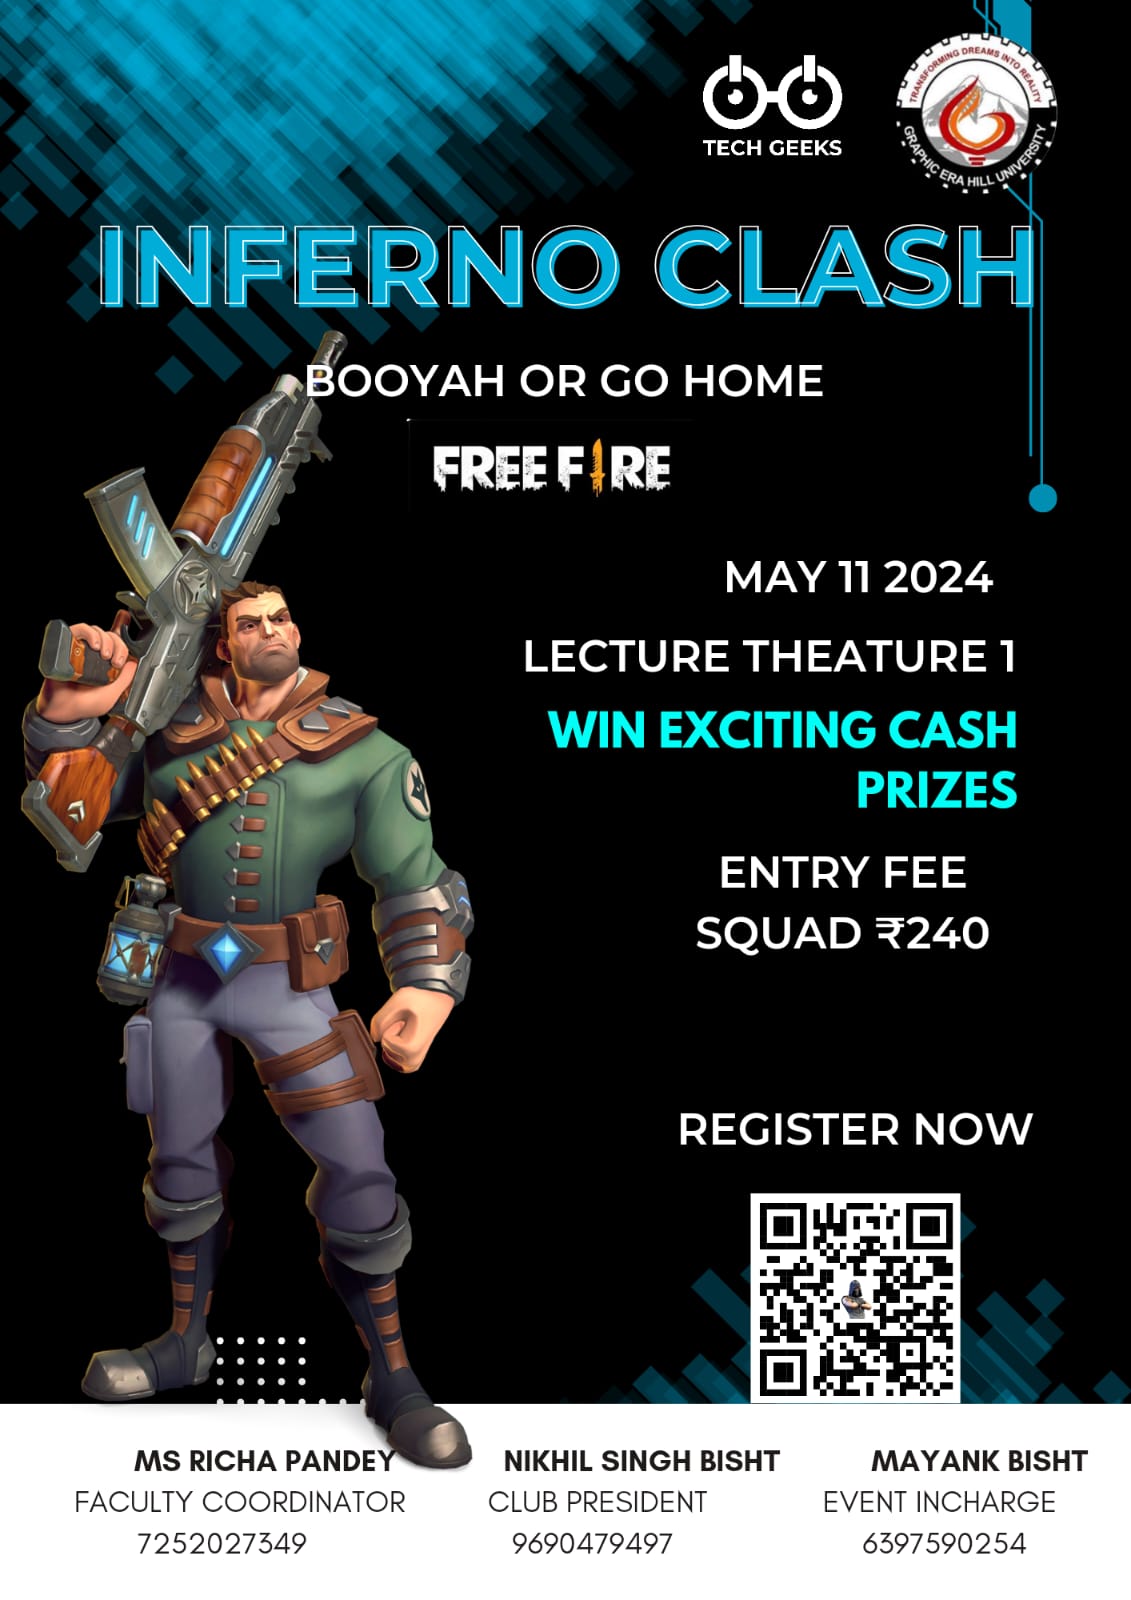 TECH GEEKS
TRANSFORMING DREAMS INTO REALITY
GRAPHIC ERA HILL UNIVERSITY
INFERNO CLASH
BOOYAH OR GO HOME
FREE FIRE
MAY 11 2024
LECTURE THEATURE 1
WIN EXCITING CASH
PRIZES
ENTRY FEE
SQUAD ₹240
REGISTER NOW
MS RICHA PANDEY
FACULTY COORDINATOR
7252027349
NIKHIL SINGH BISHT
CLUB PRESIDENT
9690479497
MAYANK BISHT
EVENT INCHARGE
6397590254